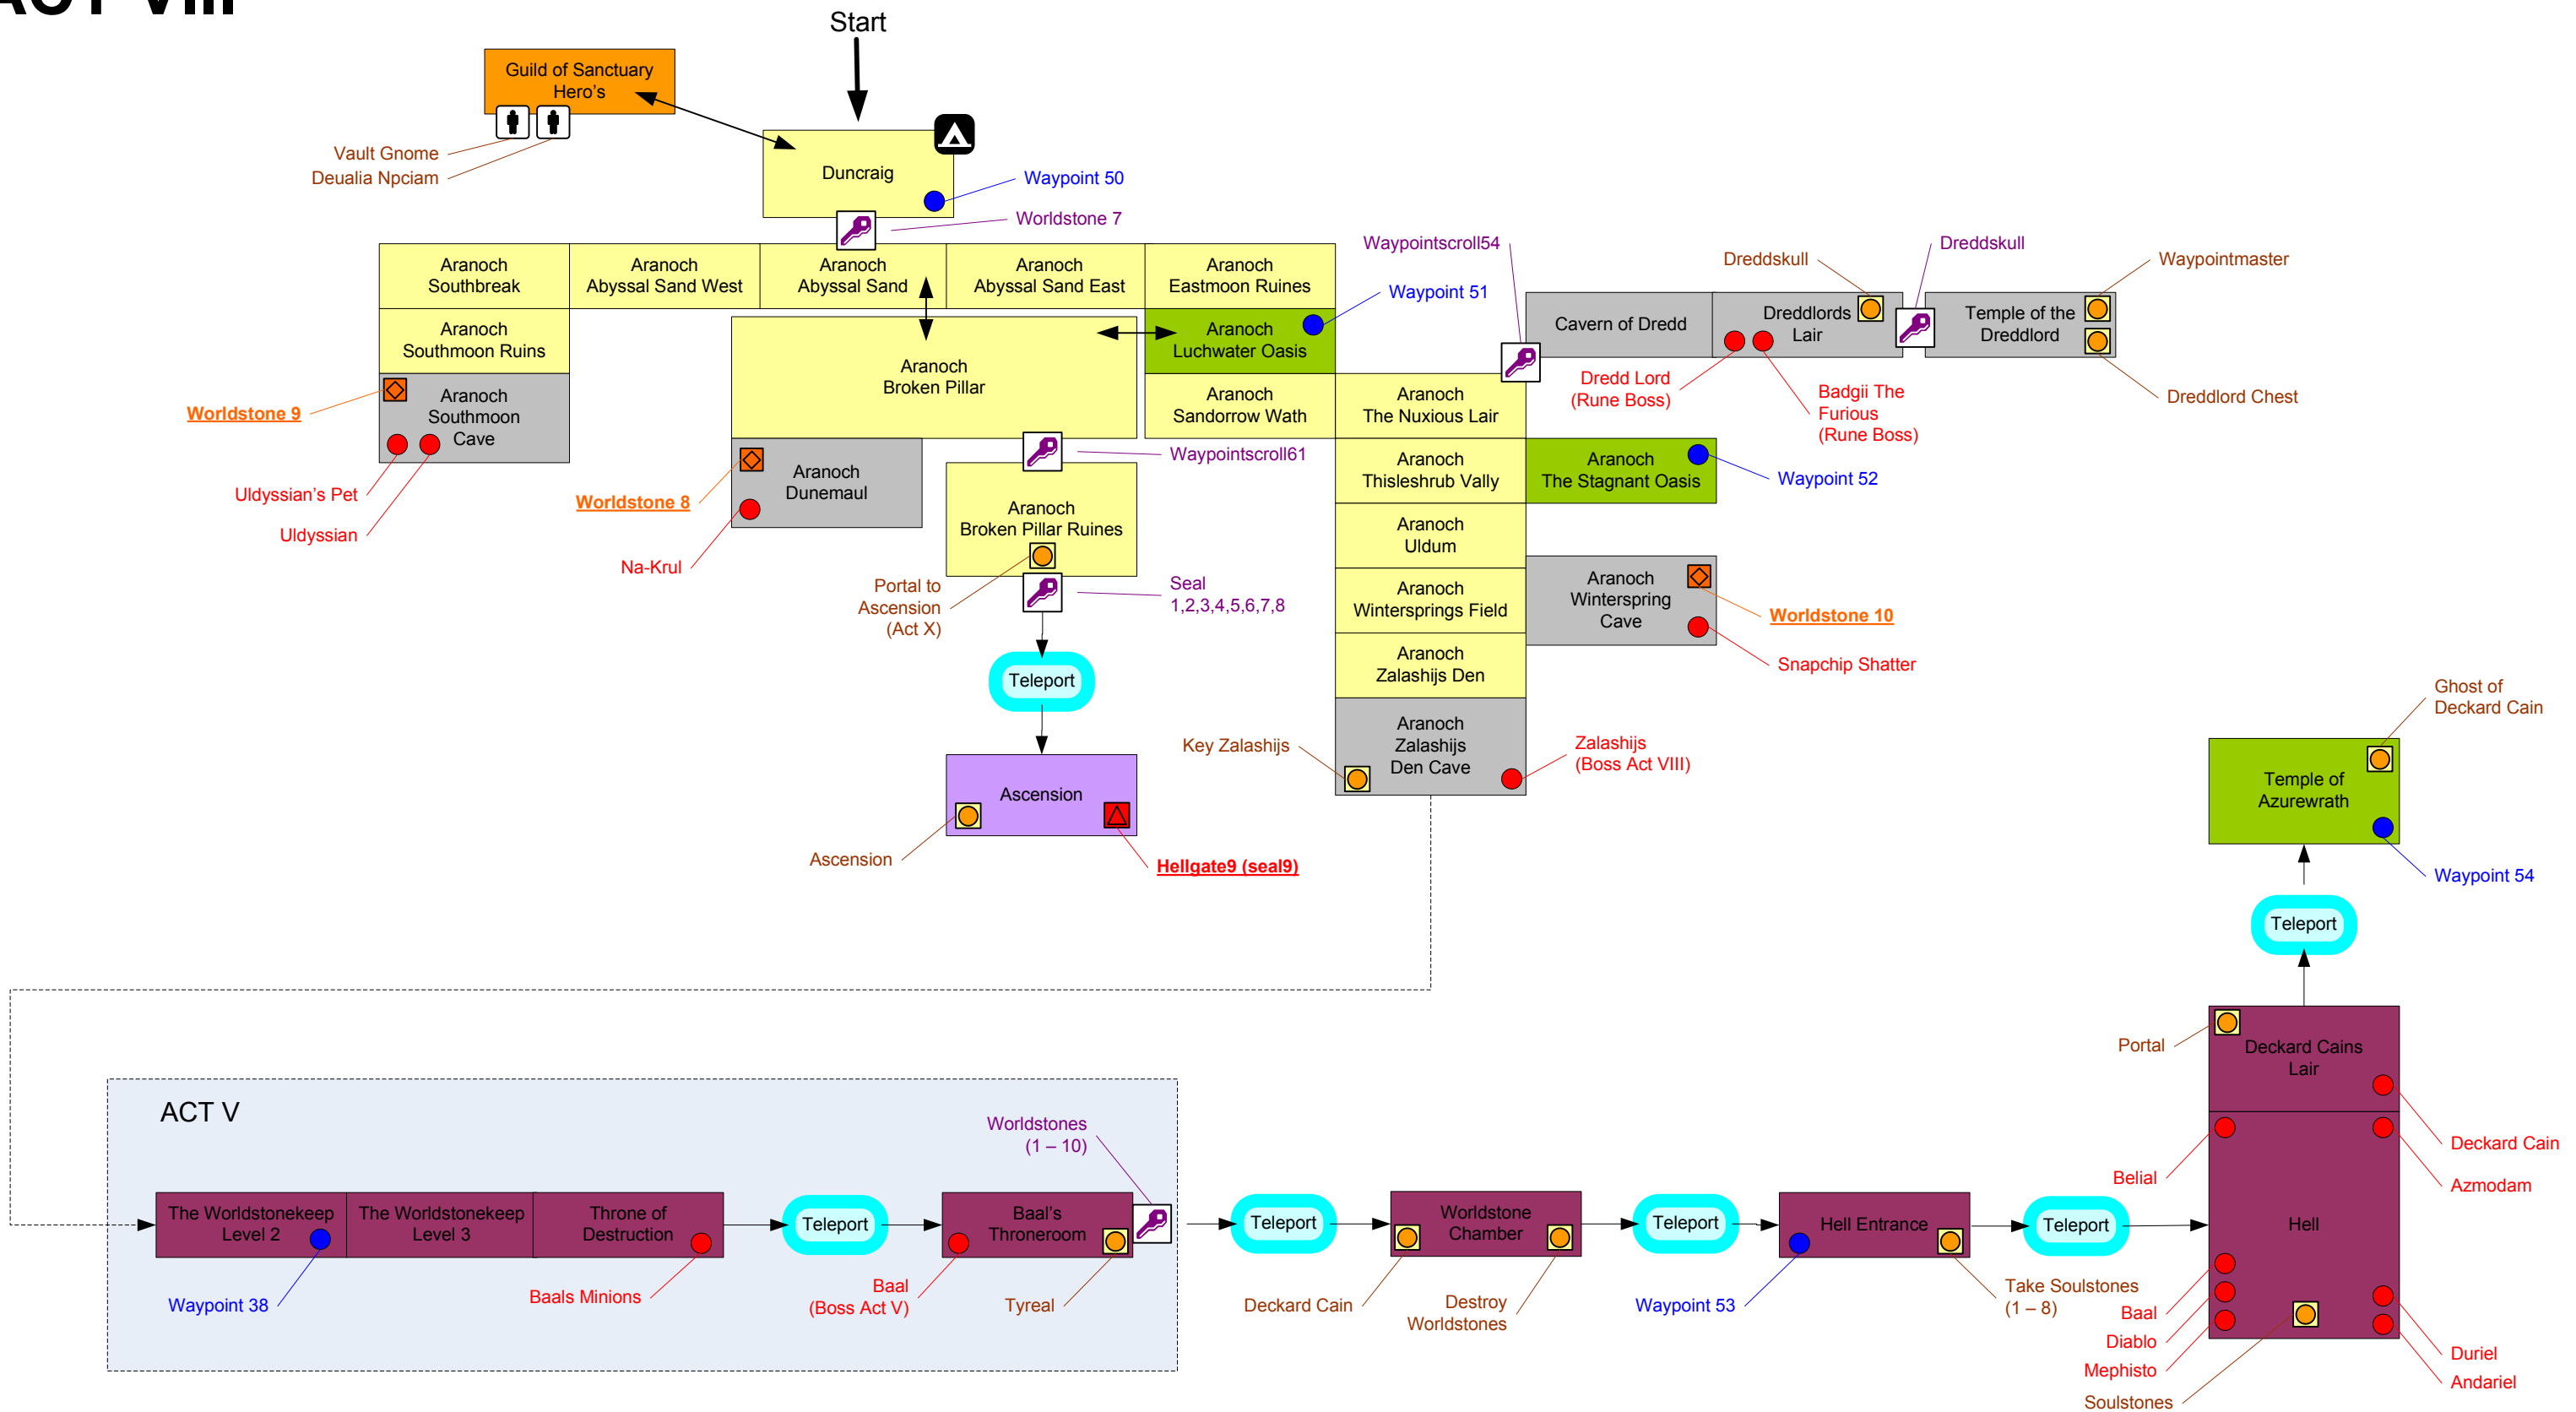 ACT VIII
Start
Guild of Sanctuary
Hero's
Vault Gnome
Deualia Npciam
Duncraig
Waypoint 50
Worldstone 7
Aranoch
Southbreak
Aranoch
Abyssal Sand West
Aranoch
Abyssal Sand
Aranoch
Abyssal Sand East
Aranoch
Eastmoon Ruines
Waypointscroll54
Dreddskull
Dreddskull
Waypointmaster
Waypoint 51
Aranoch
Southmoon Ruins
Aranoch
Broken Pillar
Aranoch
Luchwater Oasis
Cavern of Dredd
Dreddlords
Lair
Temple of the
Dreddlord
Dredd Lord
(Rune Boss)
Badgii The
Furious
(Rune Boss)
Dreddlord Chest
Worldstone 9
Aranoch
Southmoon
Cave
Aranoch
Sandorrow Wath
Aranoch
The Nuxious Lair
Uldyssian's Pet
Uldyssian
Worldstone 8
Aranoch
Dunemaul
Na-Krul
Waypointscroll61
Aranoch
Thisleshrub Vally
Aranoch
The Stagnant Oasis
Waypoint 52
Aranoch
Broken Pillar Ruines
Aranoch
Uldum
Portal to
Ascension
(Act X)
Seal
1,2,3,4,5,6,7,8
Aranoch
Wintersprings Field
Aranoch
Winterspring
Cave
Worldstone 10
Snapchip Shatter
Teleport
Aranoch
Zalashijs Den
Ascension
Ascension
Hellgate9 (seal9)
Key Zalashijs
Aranoch
Zalashijs
Den Cave
Zalashijs
(Boss Act VIII)
Ghost of
Deckard Cain
Temple of
Azurewrath
Waypoint 54
Teleport
Portal
Deckard Cains
Lair
Deckard Cain
Belial
Azmodam
Hell
Baal
Diablo
Mephisto
Soulstones
Duriel
Andariel
ACT V
Worldstones
(1 – 10)
The Worldstonekeep
Level 2
The Worldstonekeep
Level 3
Throne of
Destruction
Teleport
Baal's
Throneroom
Teleport
Worldstone
Chamber
Teleport
Hell Entrance
Teleport
Waypoint 38
Baals Minions
Baal
(Boss Act V)
Tyreal
Deckard Cain
Destroy
Worldstones
Waypoint 53
Take Soulstones
(1 – 8)